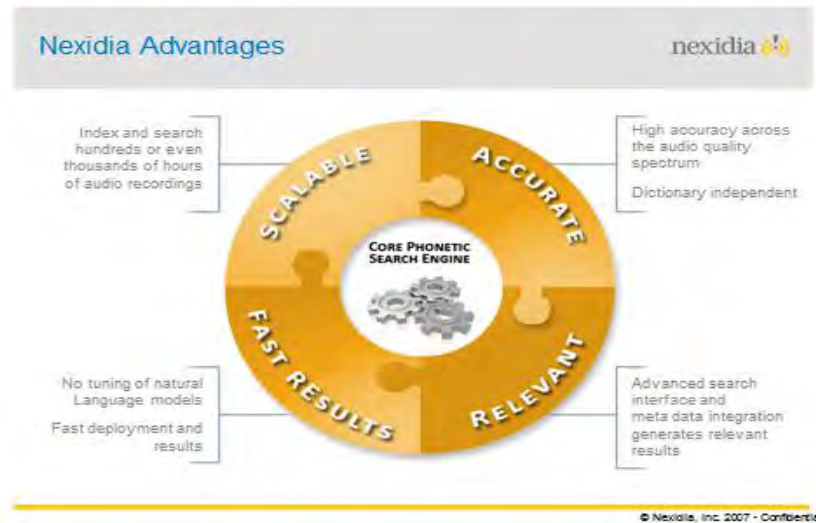 Nexidia Advantages
nexidia
Index and search
hundreds or even
thousands of hours
of audio recordings
High accuracy across
the audio quality
spectrum
Dictionary independent
SCALABLE
ACCURATE
CORE PHONETIC
SEARCH ENGINE
FAST RESULTS
RELEVANT
No tuning of natural
Language models
Fast deployment and
results
Advanced search
interface and
meta data integration
generates relevant
results
© Nexidia, Inc. 2007 - Confidentia